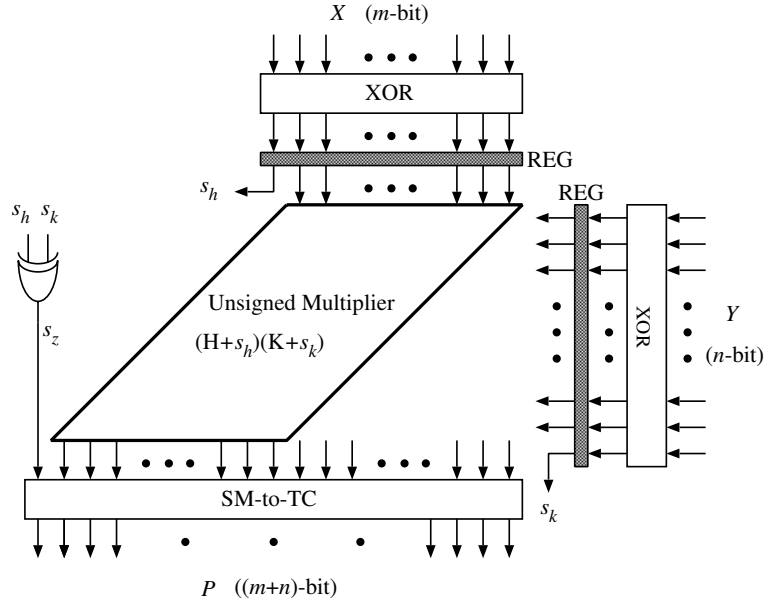 X (m-bit)
XOR
REG
s_h
REG
s_h s_k
Unsigned Multiplier
(H+s_h)(K+s_k)
s_z
XOR
Y
(n-bit)
SM-to-TC
s_k
P ((m+n)-bit)